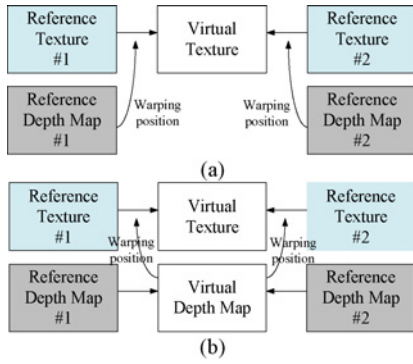 Reference
Texture
#1
Virtual
Texture
Reference
Texture
#2
Reference
Depth Map
#1
Warping
position
Warping
position
Reference
Depth Map
#2
(a)
Reference
Texture
#1
Virtual
Texture
Reference
Texture
#2
Warping
position
Warping
position
Reference
Depth Map
#1
Virtual
Depth Map
Reference
Depth Map
#2
(b)